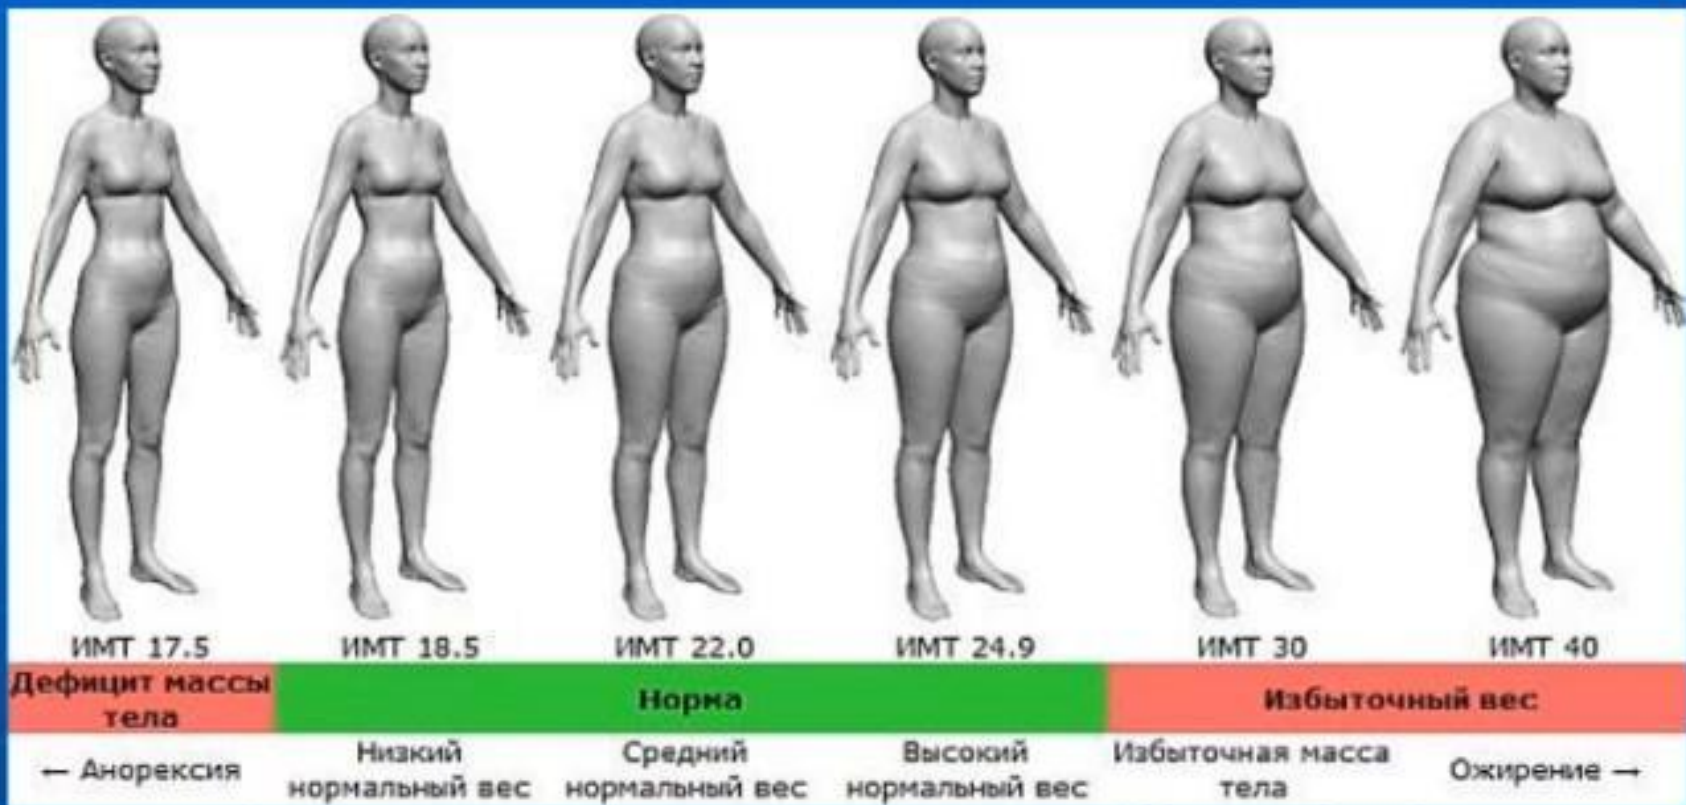 ИМТ 17.5 ИМТ 18.5 ИМТ 22.0 ИМТ 24.9 ИМТ 30 ИМТ 40
Дефицит массы
тела
Норма
Избыточный вес
← Анорексия
Низкий
нормальный вес
Средний
нормальный вес
Высокий
нормальный вес
Избыточная масса
тела
Ожирение →